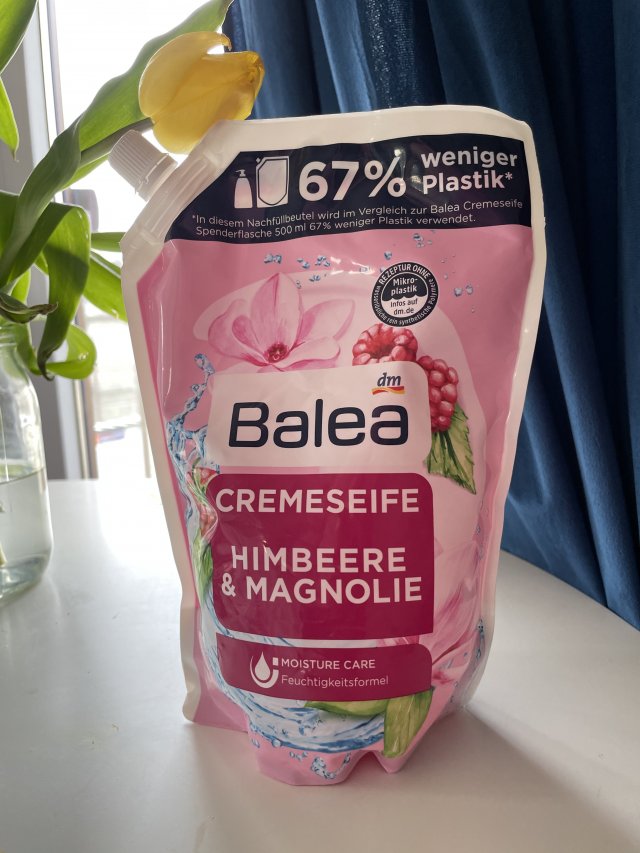 67% weniger
Plastik*
*In diesem Nachfüllbeutel wird im Vergleich zur Balea Cremeseife
Spenderflasche 500 ml 67% weniger Plastik verwendet.
REZEPTUR OHNE
Mikro-
plastik
Infos auf
dm.de
dm
Balea
CREMESEIFE
HIMBEERE
& MAGNOLIE
MOISTURE CARE
Feuchtigkeitsformel